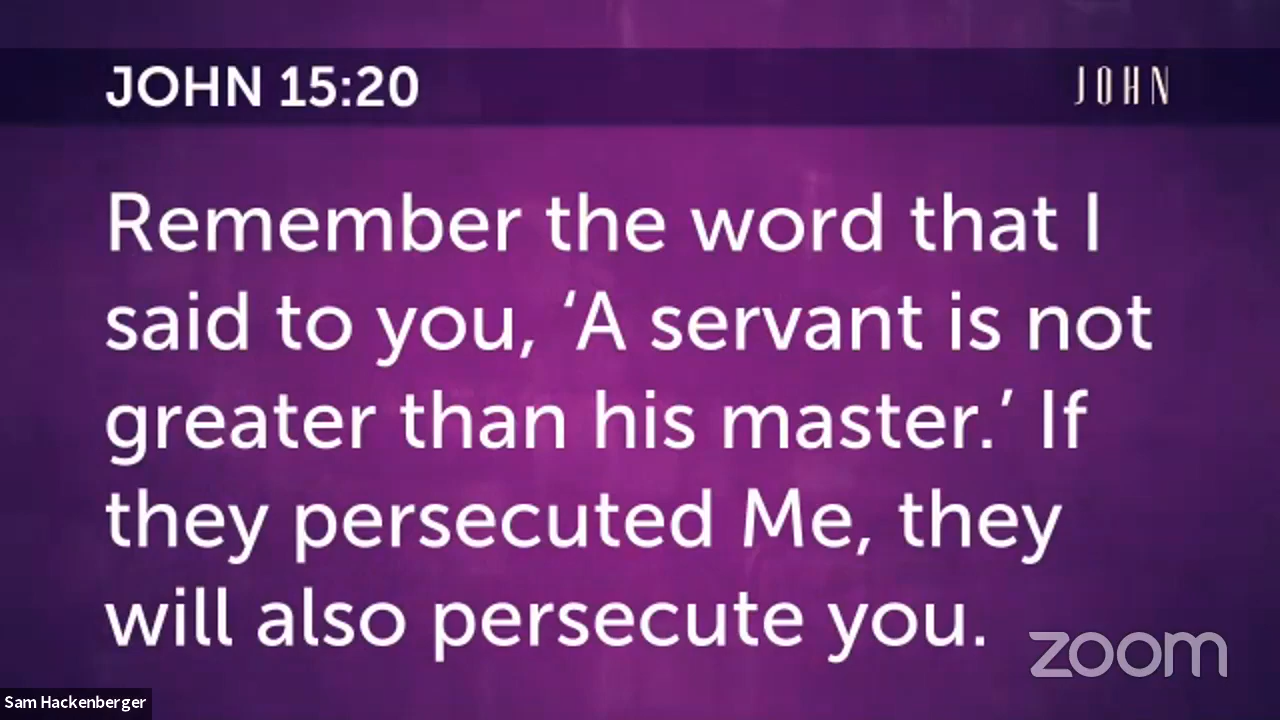 JOHN 15:20
JOHN
Remember the word that I
said to you, ‘A servant is not
greater than his master.’ If
they persecuted Me, they
will also persecute you.
zoom
Sam Hackenberger